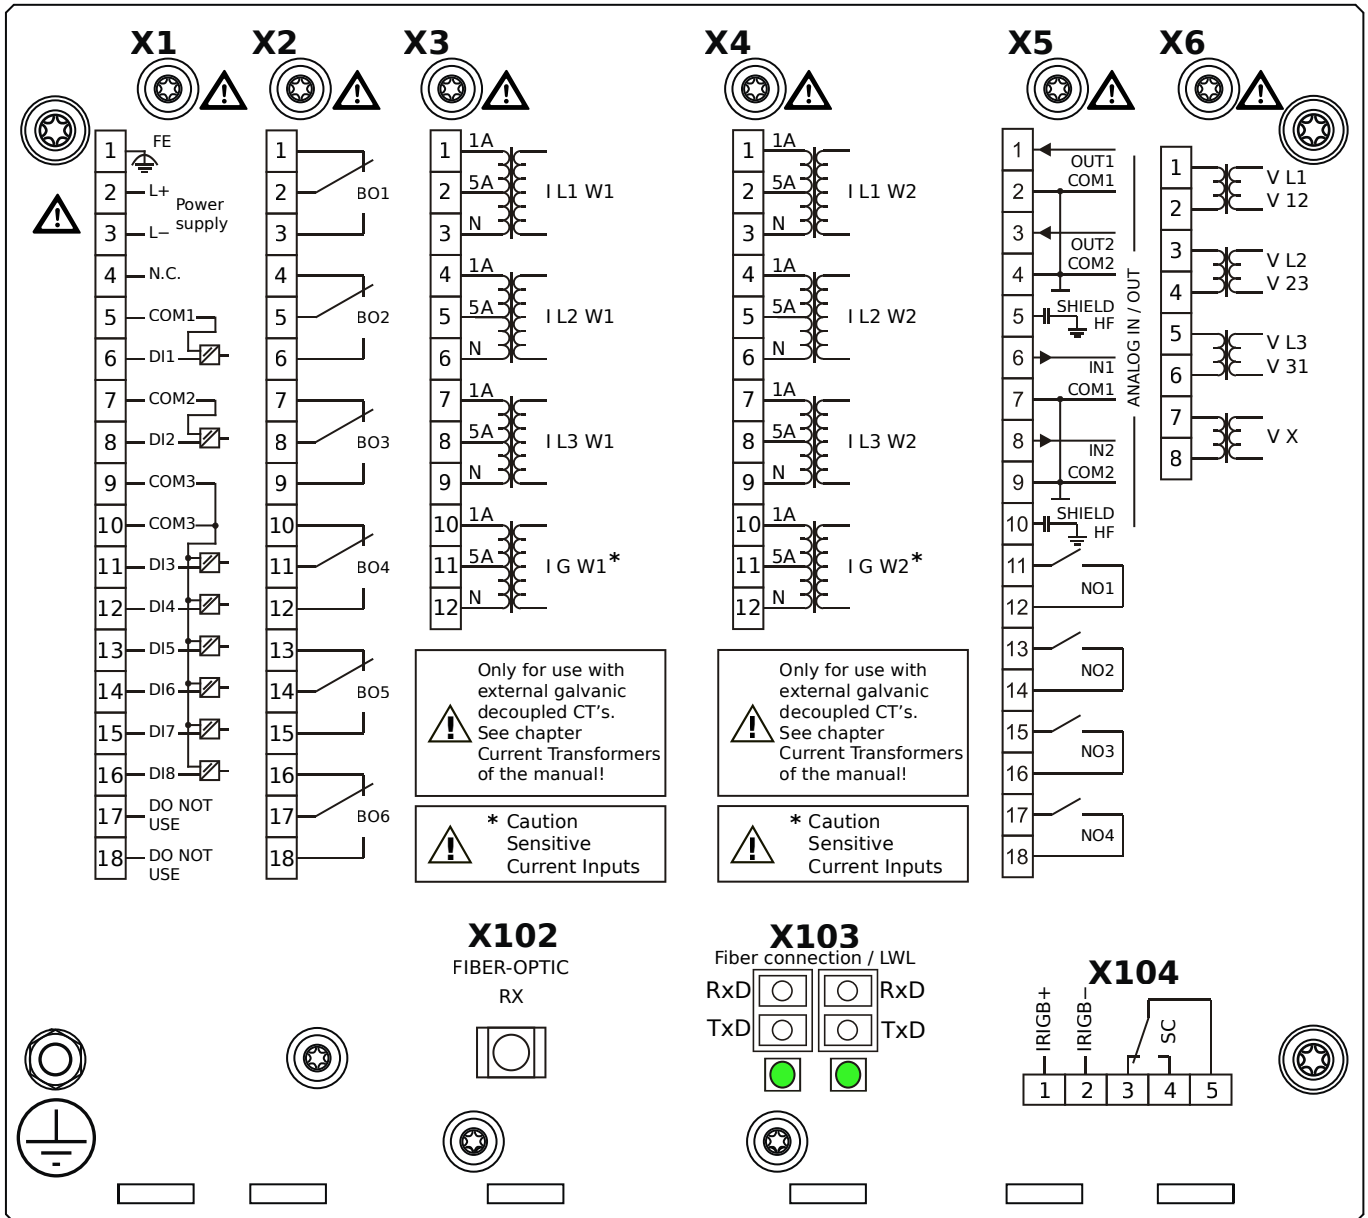 X1
X2
X3
X4
X5
X6
1 FE
2 L+
Power
supply
3 L−
4 N.C.
5 COM1
6 DI1
7 COM2
8 DI2
9 COM3
10 COM3
11 DI3
12 DI4
13 DI5
14 DI6
15 DI7
16 DI8
17 DO NOT
USE
18 DO NOT
USE
1
2 BO1
3
4
5 BO2
6
7
8 BO3
9
10
11 BO4
12
13
14 BO5
15
16
17 BO6
18
1 1A
2 5A I L1 W1
3 N
4 1A
5 5A I L2 W1
6 N
7 1A
8 5A I L3 W1
9 N
10 1A
11 5A I G W1*
12 N
Only for use with
external galvanic
decoupled CT's.
See chapter
Current Transformers
of the manual!
* Caution
Sensitive
Current Inputs
1 1A
2 5A I L1 W2
3 N
4 1A
5 5A I L2 W2
6 N
7 1A
8 5A I L3 W2
9 N
10 1A
11 5A I G W2*
12 N
Only for use with
external galvanic
decoupled CT's.
See chapter
Current Transformers
of the manual!
* Caution
Sensitive
Current Inputs
1
OUT1
2 COM1
3
OUT2
4 COM2
5 SHIELD
HF
6
IN1
7 COM1
8
IN2
9 COM2
10 SHIELD
HF
ANALOG IN / OUT
11
NO1
12
13
NO2
14
15
NO3
16
17
NO4
18
1 V L1
2 V 12
3 V L2
4 V 23
5 V L3
6 V 31
7
V X
8
X102
FIBER-OPTIC
RX
X103
Fiber connection / LWL
RxD RxD
TxD TxD
X104
IRIGB+
IRIGB−
SC
1 2 3 4 5